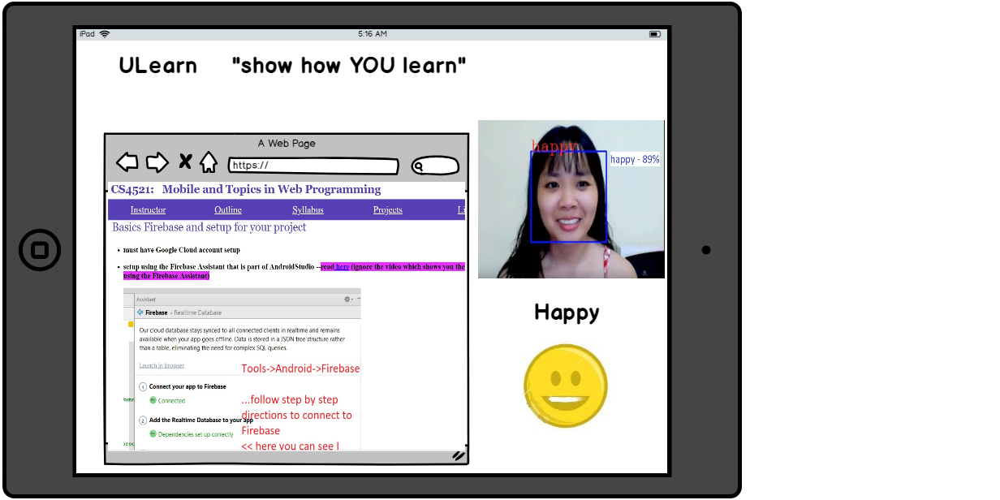 iPad
5:16 AM
ULearn "show how YOU learn"
A Web Page
https://
CS4521: Mobile and Topics in Web Programming
Instructor Outline Syllabus Projects Li
Basics Firebase and setup for your project
• must have Google Cloud account setup
• setup using the Firebase Assistant that is part of AndroidStudio --read here (ignore the video which shows you the
using the Firebase Assistant)
Assistant
Firebase › Realtime Database
Our cloud database stays synced to all connected clients in realtime and remains
available when your app goes offline. Data is stored in a JSON tree structure rather
than a table, eliminating the need for complex SQL queries.
Launch in browser
Tools->Android->Firebase
1 Connect your app to Firebase
Connected
...follow step by step
directions to connect to
Firebase
<< here you can see I
2 Add the Realtime Database to your app
Dependencies set up correctly
happy
happy - 89%
Happy